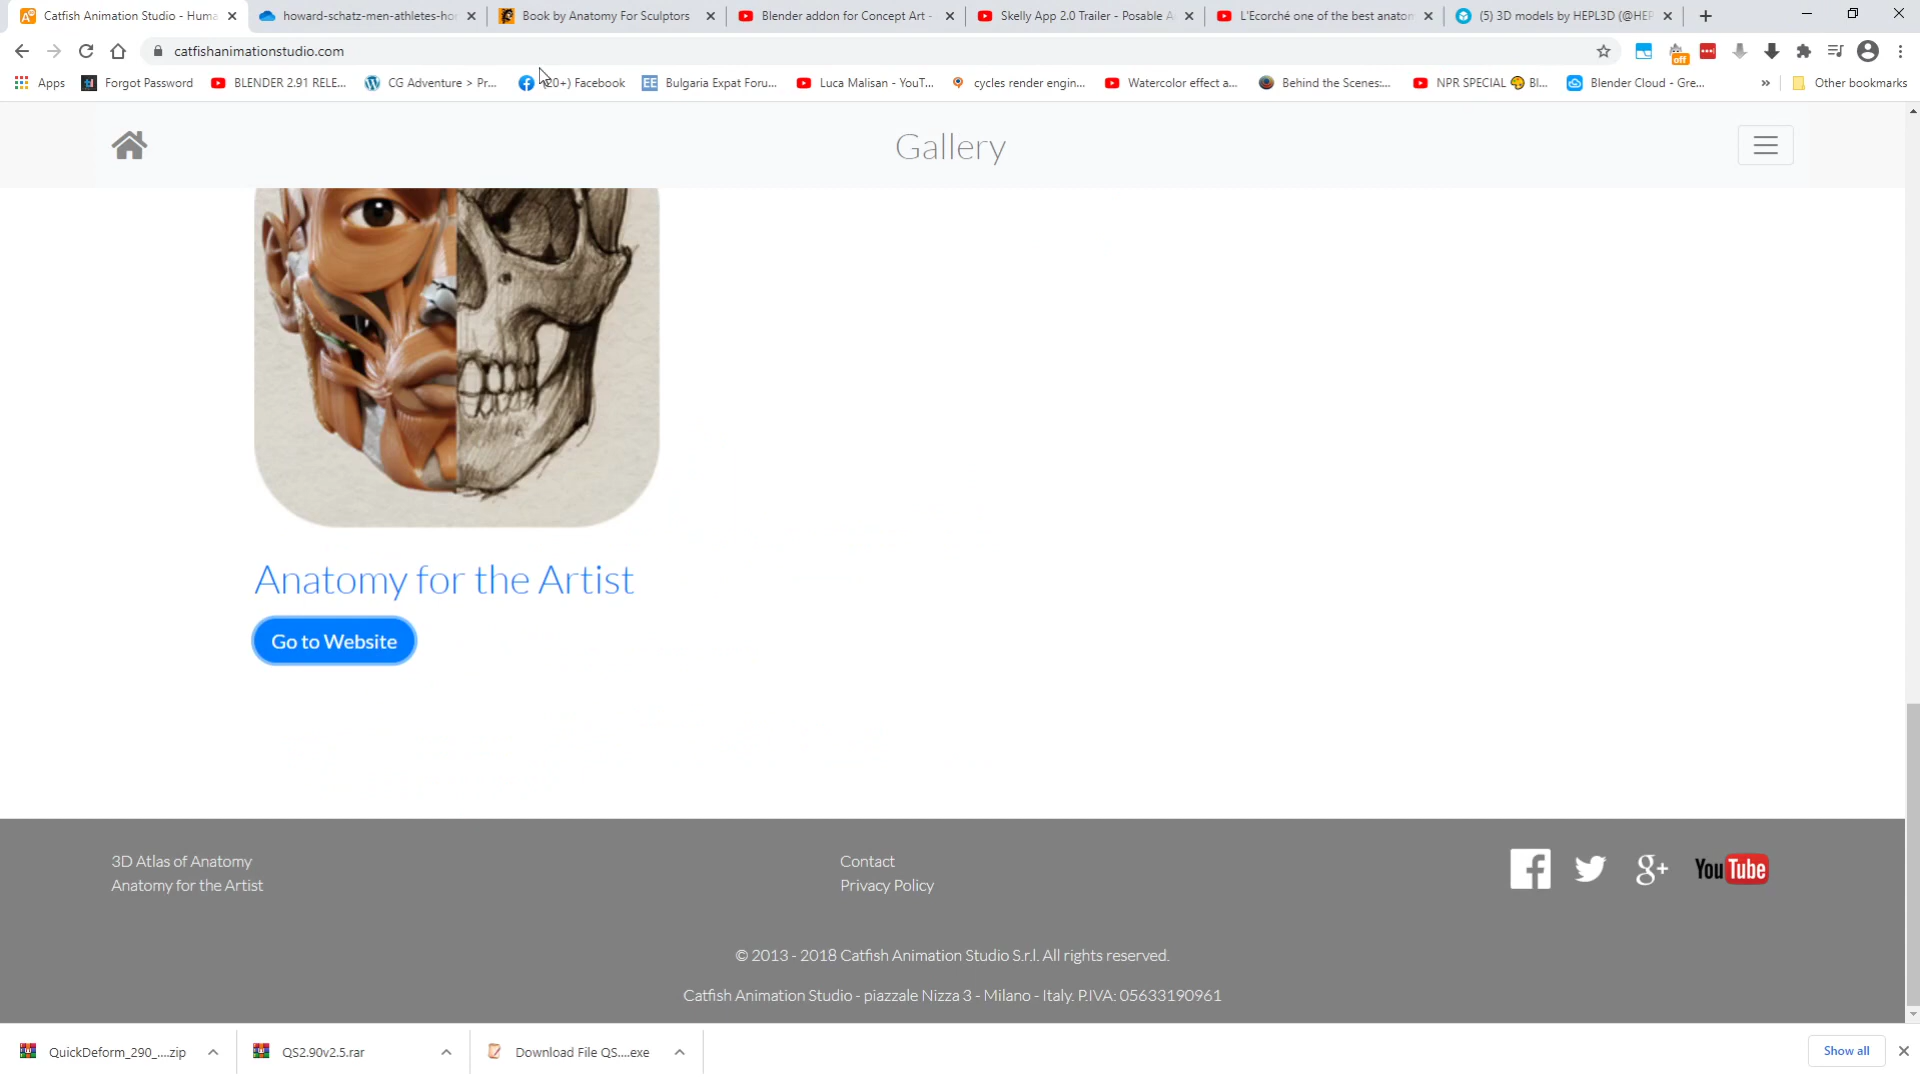 Catfish Animation Studio - Huma
howard-schatz-men-athletes-ho
Book by Anatomy For Sculptors
Blender addon for Concept Art -
Skelly App 2.0 Trailer - Posable A
L'Ecorché one of the best anatom
(5) 3D models by HEPL3D (@HEP
catfishanimationstudio.com
off
Apps
Forgot Password
BLENDER 2.91 RELE...
CG Adventure > Pr...
(20+) Facebook
EE
Bulgaria Expat Foru...
Luca Malisan - YouT...
cycles render engin...
Watercolor effect a...
Behind the Scenes:...
NPR SPECIAL Bl...
Blender Cloud - Gre...
»
Other bookmarks
Gallery
Anatomy for the Artist
Go to Website
3D Atlas of Anatomy
Anatomy for the Artist
Contact
Privacy Policy
g+
YouTube
© 2013 - 2018 Catfish Animation Studio S.r.l. All rights reserved.
Catfish Animation Studio - piazzale Nizza 3 - Milano - Italy. P.IVA: 05633190961
QuickDeform_290_....zip
QS2.90v2.5.rar
Download File QS....exe
Show all